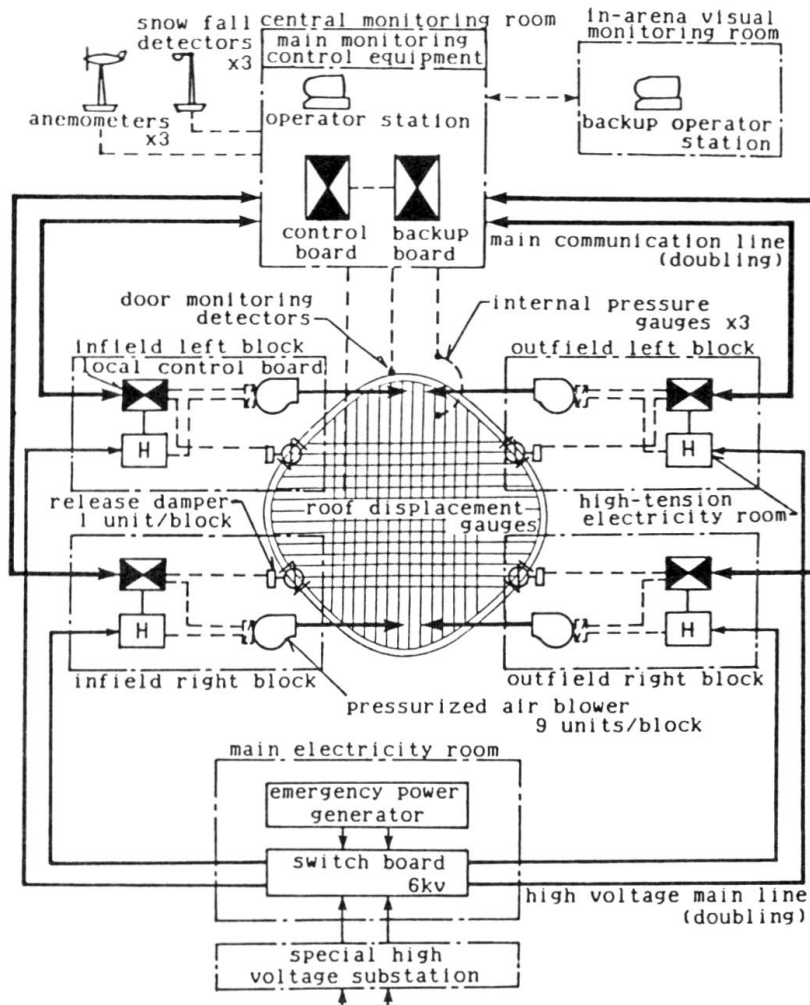 snow fall
detectors
x3
central monitoring room
main monitoring
control equipment
in-arena visual
monitoring room
anemometers
x3
operator station
backup operator
station
control
board
backup
board
main communication line
(doubling)
door monitoring
detectors
internal pressure
gauges x3
infield left block
local control board
outfield left block
H
H
release damper
1 unit/block
roof displacement
gauges
high-tension
electricity room
H
H
infield right block
outfield right block
pressurized air blower
9 units/block
main electricity room
emergency power
generator
switch board
6kv
high voltage main line
(doubling)
special high
voltage substation